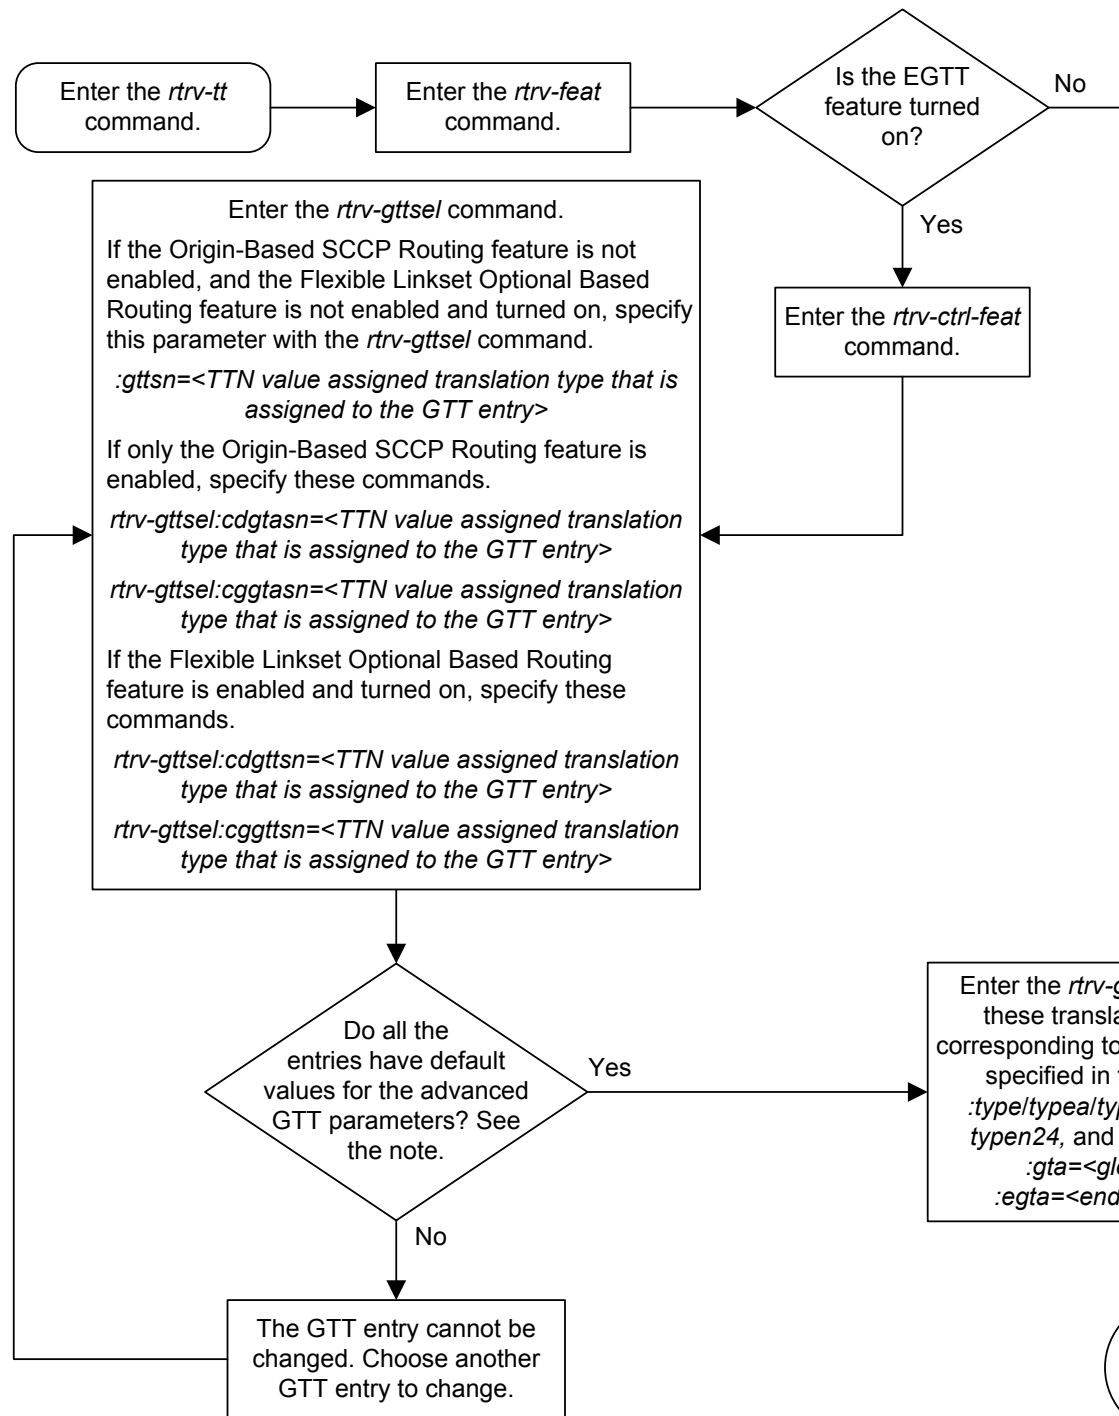 Enter the rtrv-tt
command.
Enter the rtrv-feat
command.
Is the EGTT
feature turned
on?
No
Yes
Enter the rtrv-ctrl-feat
command.
Enter the rtrv-gttsel command.
If the Origin-Based SCCP Routing feature is not
enabled, and the Flexible Linkset Optional Based
Routing feature is not enabled and turned on, specify
this parameter with the rtrv-gttsel command.
:gttsn=<TTN value assigned translation type that is
assigned to the GTT entry>
If only the Origin-Based SCCP Routing feature is
enabled, specify these commands.
rtrv-gttsel:cdgtasn=<TTN value assigned translation
type that is assigned to the GTT entry>
rtrv-gttsel:cggtasn=<TTN value assigned translation
type that is assigned to the GTT entry>
If the Flexible Linkset Optional Based Routing
feature is enabled and turned on, specify these
commands.
rtrv-gttsel:cdgttsn=<TTN value assigned translation
type that is assigned to the GTT entry>
rtrv-gttsel:cggttsn=<TTN value assigned translation
type that is assigned to the GTT entry>
Do all the
entries have default
values for the advanced
GTT parameters? See
the note.
Yes
No
Enter the rtrv-g
these transla
corresponding to
specified in
:type/typea/ty
typen24, and
:gta=<gl
:egta=<end
The GTT entry cannot be
changed. Choose another
GTT entry to change.